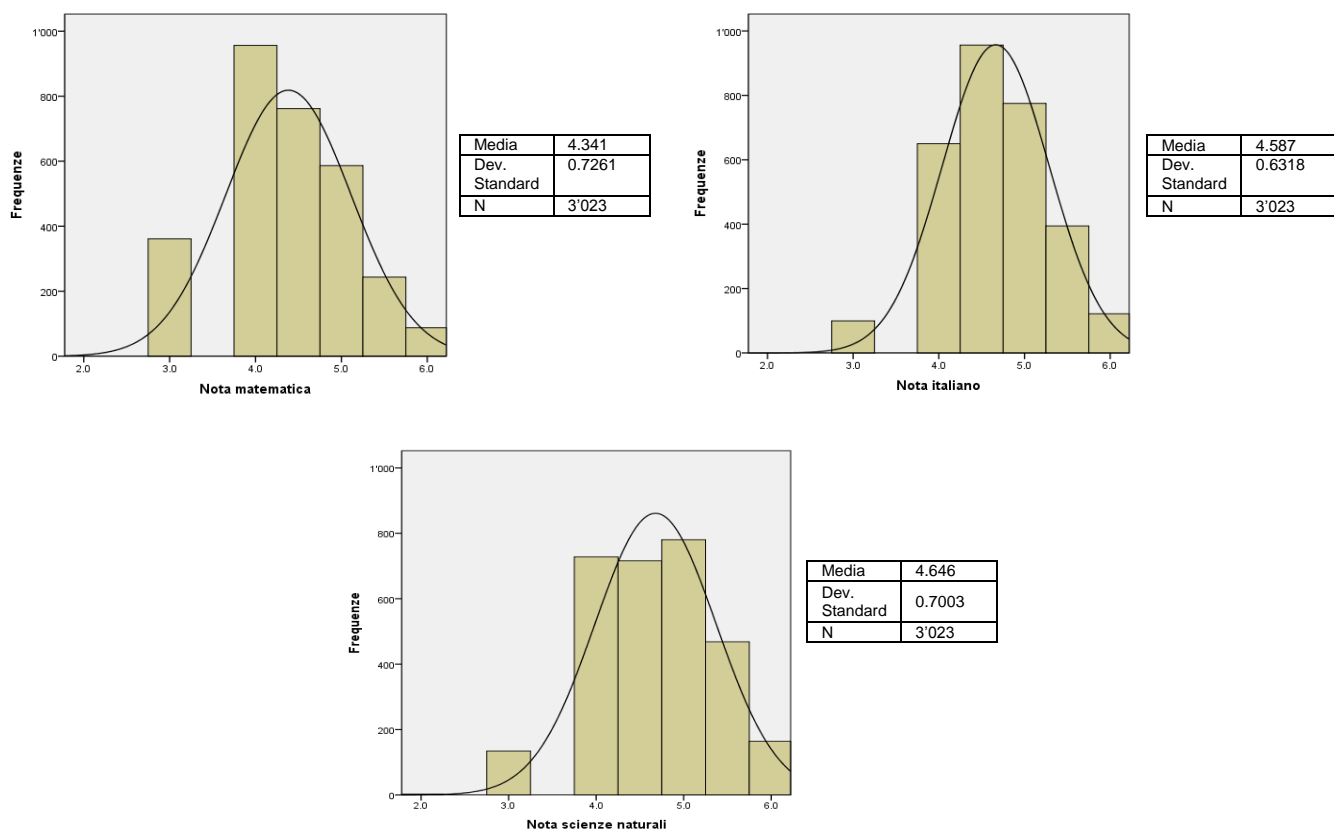 1'000
800
600
400
200
0
Frequenze
2.0 3.0 4.0 5.0 6.0
Nota matematica
Media 4.341
Dev. 0.7261
Standard
N 3’023
1'000
800
600
400
200
0
Frequenze
2.0 3.0 4.0 5.0 6.0
Nota italiano
Media 4.587
Dev. 0.6318
Standard
N 3’023
1'000
800
600
400
200
0
Frequenze
2.0 3.0 4.0 5.0 6.0
Nota scienze naturali
Media 4.646
Dev.
Standard 0.7003
N 3’023